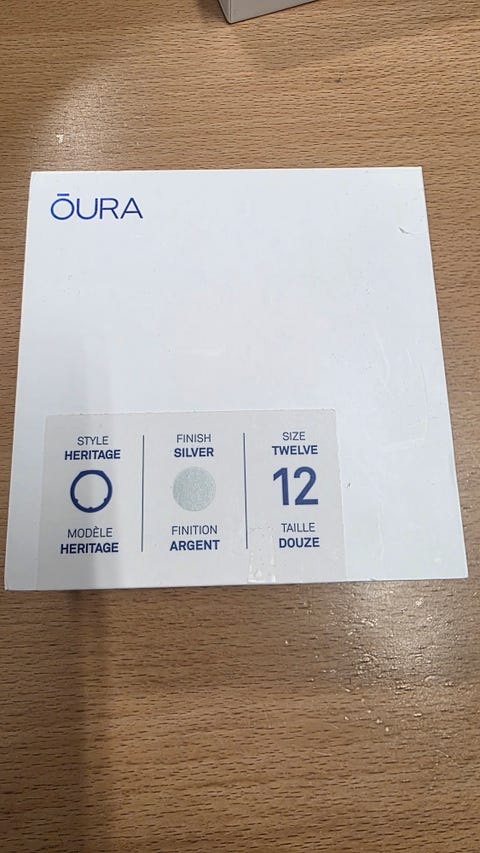 ŌURA
STYLE
HERITAGE
MODÈLE
HERITAGE
FINISH
SILVER
FINITION
ARGENT
SIZE
TWELVE
12
TAILLE
DOUZE